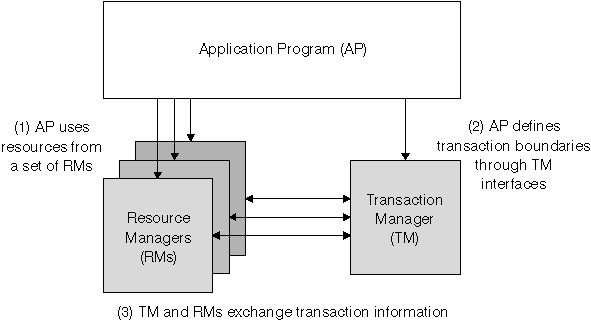 Application Program (AP)
(1) AP uses
resources from
a set of RMs
(2) AP defines
transaction boundaries
through TM
interfaces
Resource
Managers
(RMs)
Transaction
Manager
(TM)
(3) TM and RMs exchange transaction information